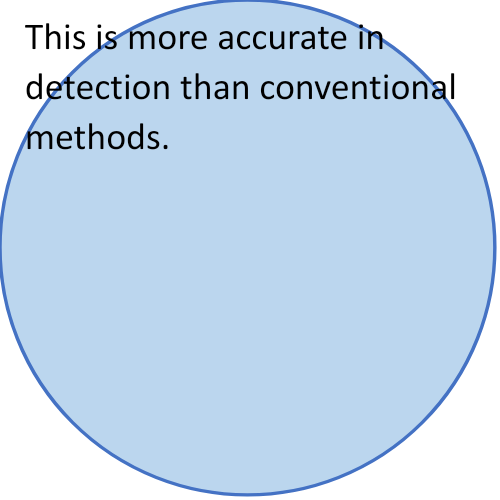 This is more accurate in
detection than conventional
methods.